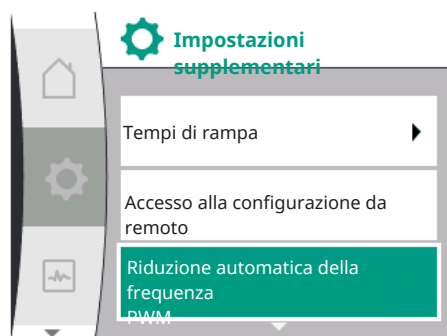 Impostazioni
supplementari
Tempi di rampa
Accesso alla configurazione da
remoto
Riduzione automatica della
frequenza
PWM